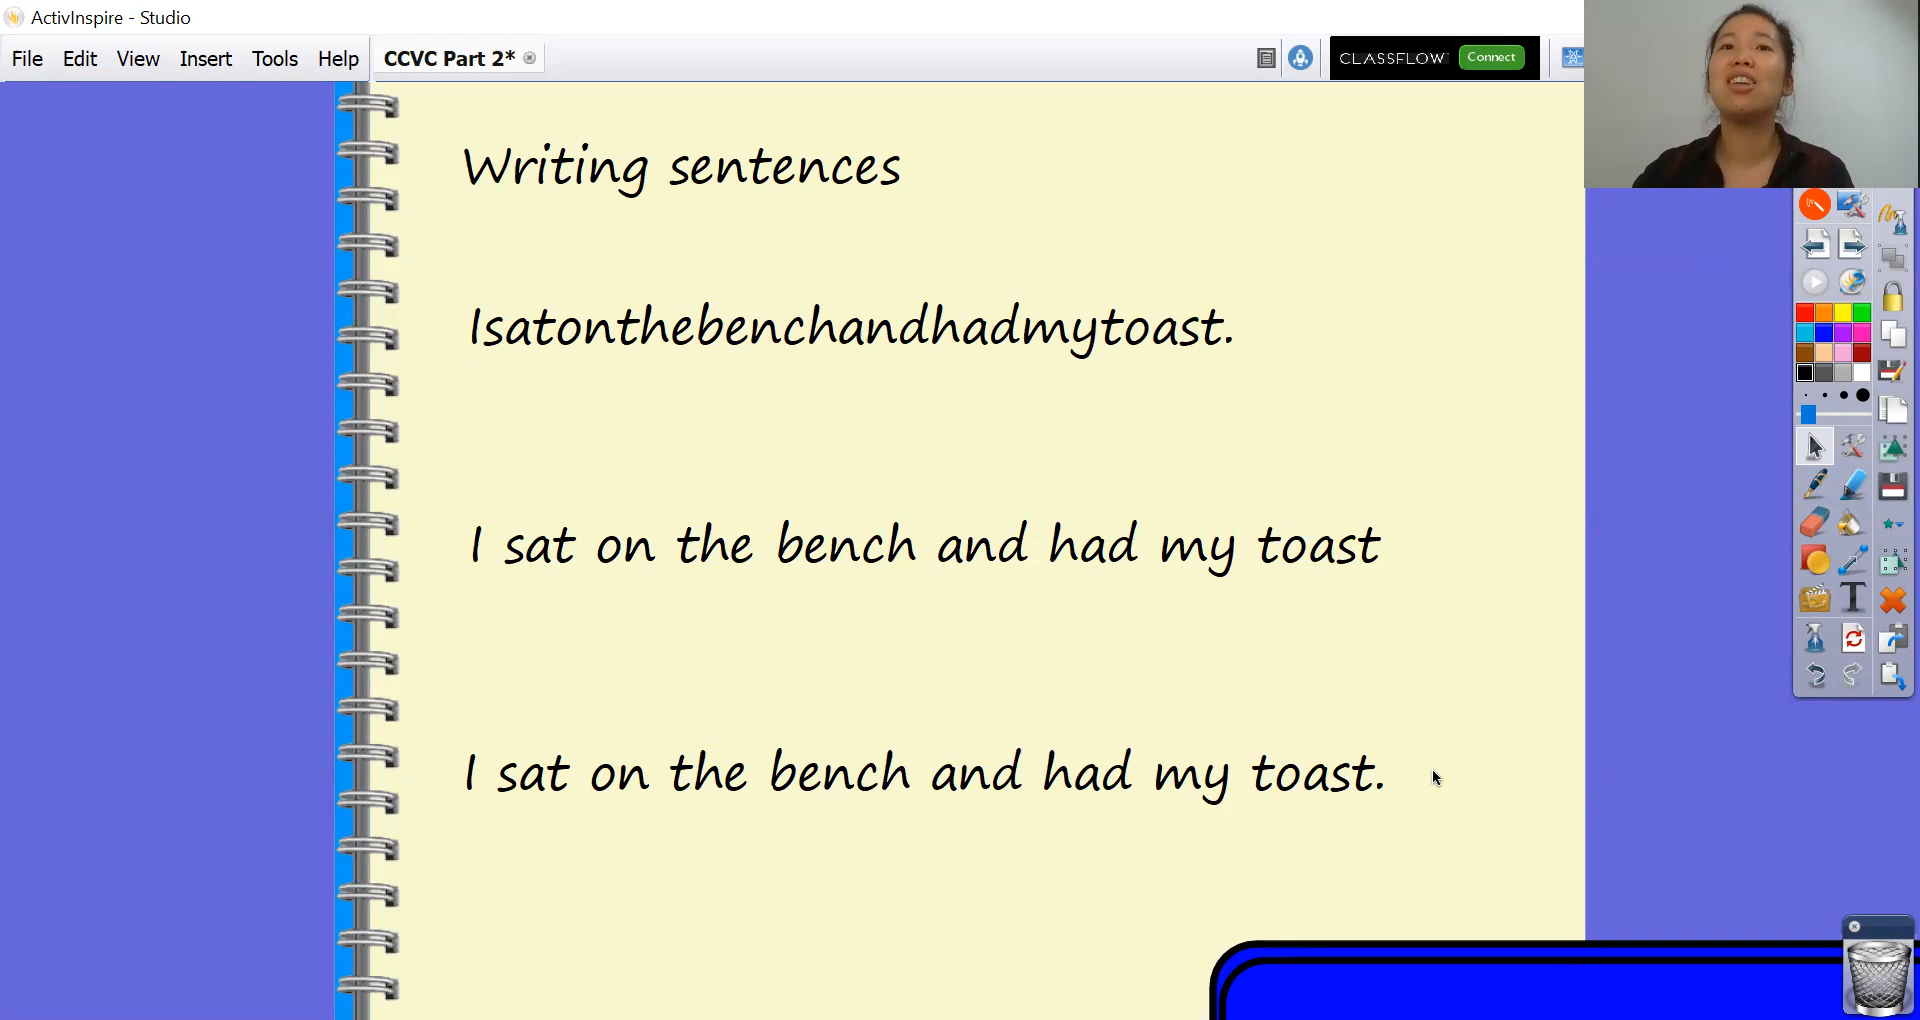 ActivInspire - Studio
File Edit View Insert Tools Help CCVC Part 2* CLASSFLOW Connect
Writing sentences
Isatonthebenchandhadmytoast.
I sat on the bench and had my toast
I sat on the bench and had my toast.